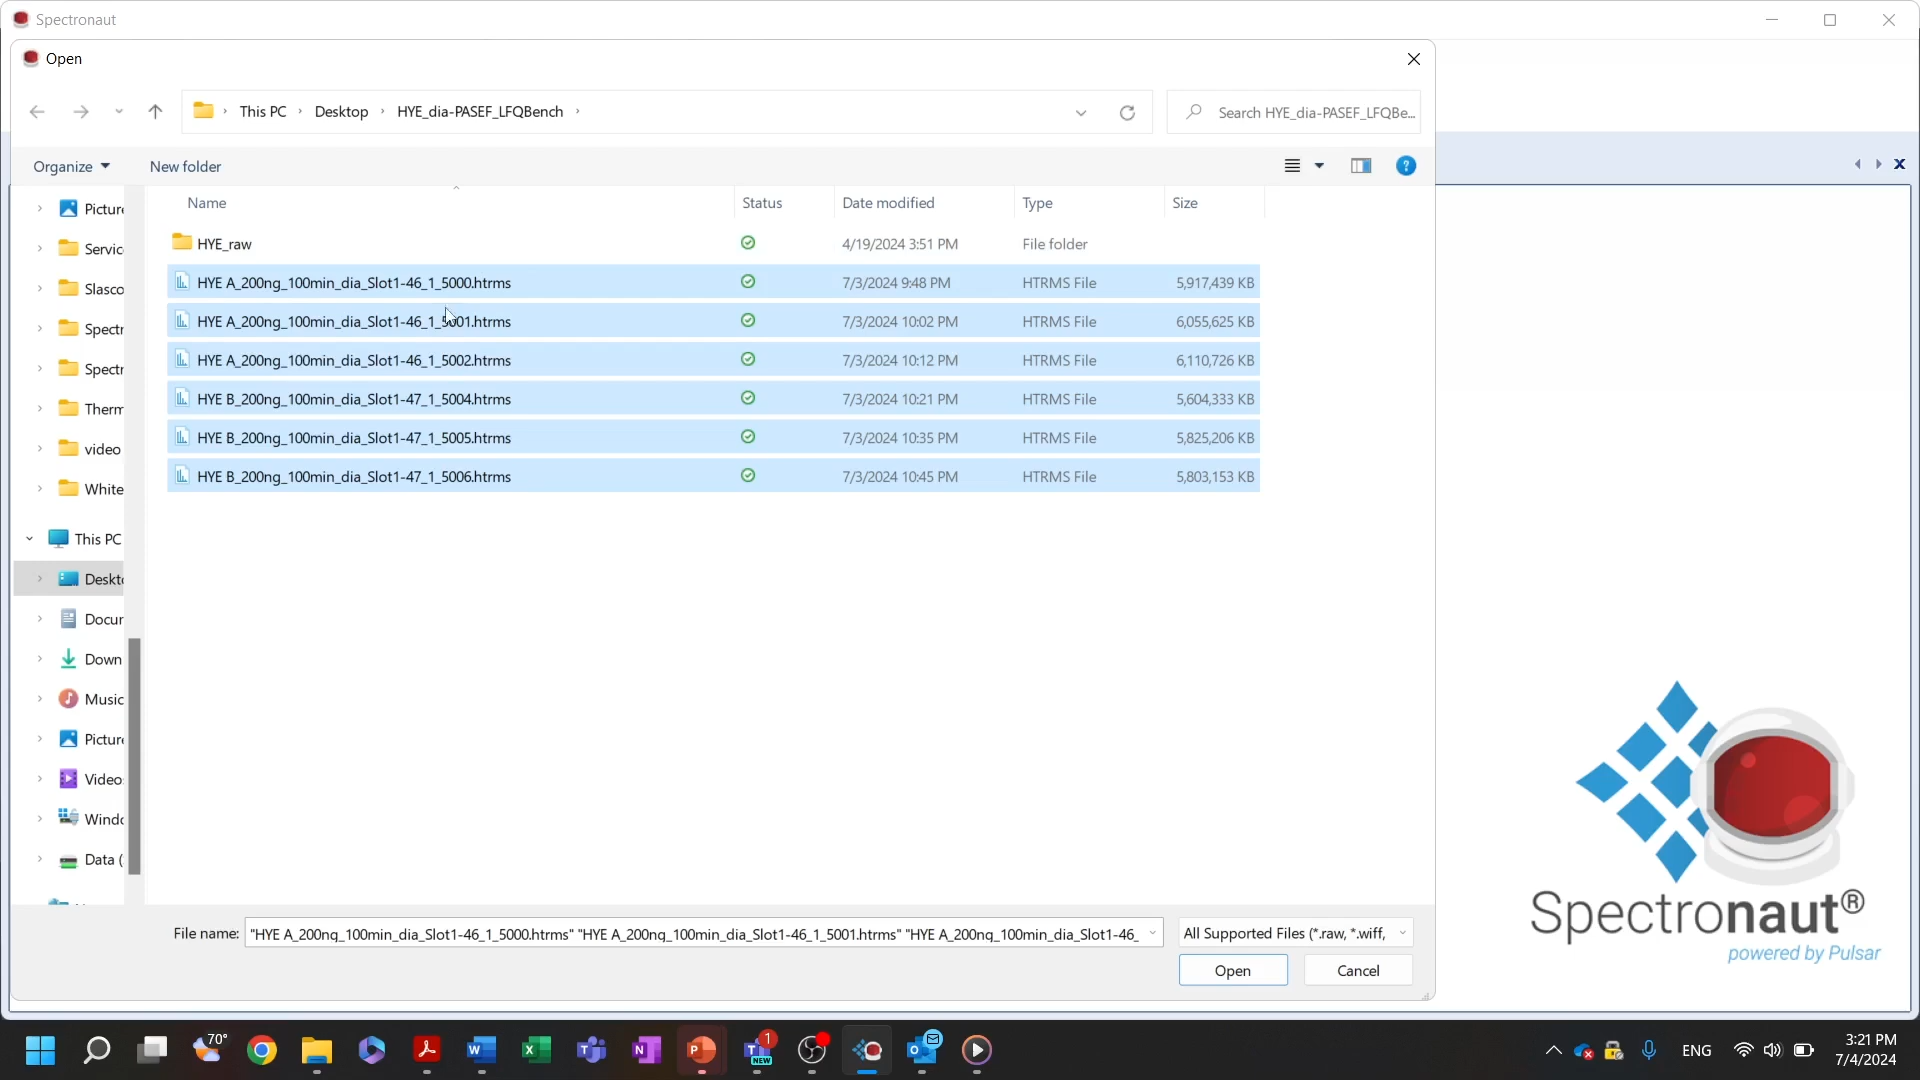 Spectronaut
Open
This PC Desktop HYE_dia-PASEF_LFQBench
Search HYE_dia-PASEF_LFQBe...
Organize New folder
?
Name Status Date modified Type Size
HYE_raw 4/19/2024 3:51 PM File folder
HYE A_200ng_100min_dia_Slot1-46_1_5000.htrms 7/3/2024 9:48 PM HTRMS File 5,917,439 KB
HYE A_200ng_100min_dia_Slot1-46_1_5001.htrms 7/3/2024 10:02 PM HTRMS File 6,055,625 KB
HYE A_200ng_100min_dia_Slot1-46_1_5002.htrms 7/3/2024 10:12 PM HTRMS File 6,110,726 KB
HYE B_200ng_100min_dia_Slot1-47_1_5004.htrms 7/3/2024 10:21 PM HTRMS File 5,604,333 KB
HYE B_200ng_100min_dia_Slot1-47_1_5005.htrms 7/3/2024 10:35 PM HTRMS File 5,825,206 KB
HYE B_200ng_100min_dia_Slot1-47_1_5006.htrms 7/3/2024 10:45 PM HTRMS File 5,803,153 KB
Picture
Servic
Slasco
Spectr
Spectr
Therm
video
White
This PC
Deskto
Docur
Down
Music
Picture
Video
Windo
Data (
File name: "HYE A_200ng_100min_dia_Slot1-46_1_5000.htrms" "HYE A_200ng_100min_dia_Slot1-46_1_5001.htrms" "HYE A_200ng_100min_dia_Slot1-46_
All Supported Files (*.raw, *.wiff,
Open Cancel
Spectronaut®
powered by Pulsar
70°
1
NEW
ENG
3:21 PM
7/4/2024